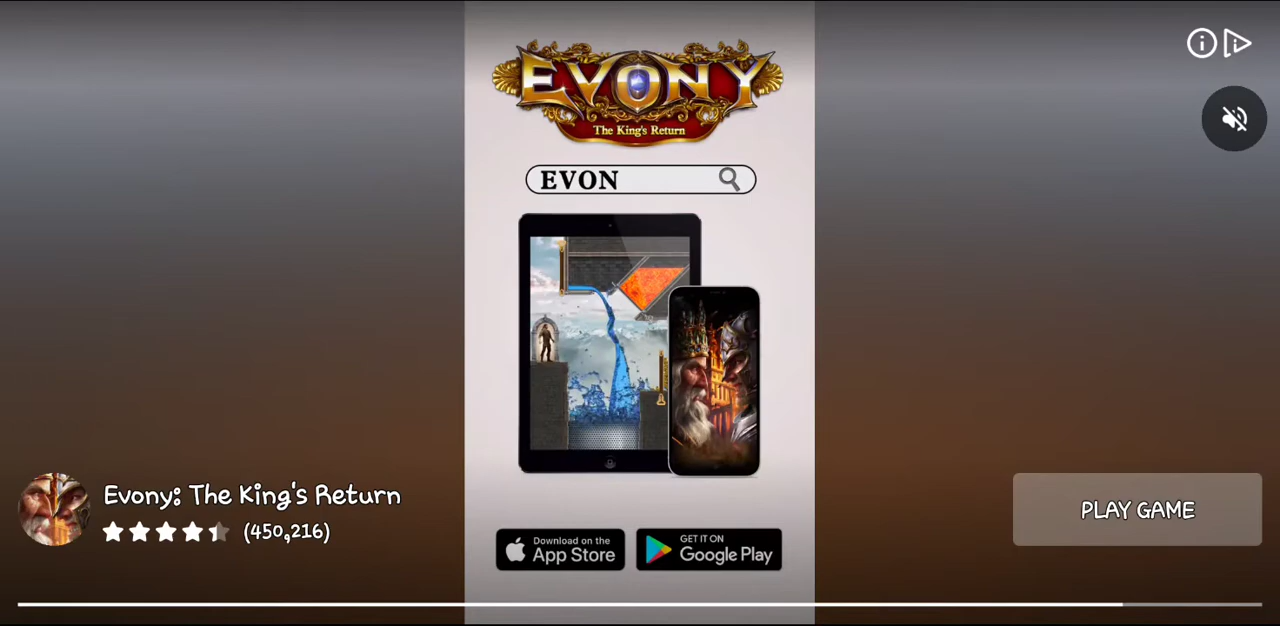 EVONY
The King's Return
EVON
Evony: The King's Return
(450,216)
PLAY GAME
Download on the
App Store
GET IT ON
Google Play